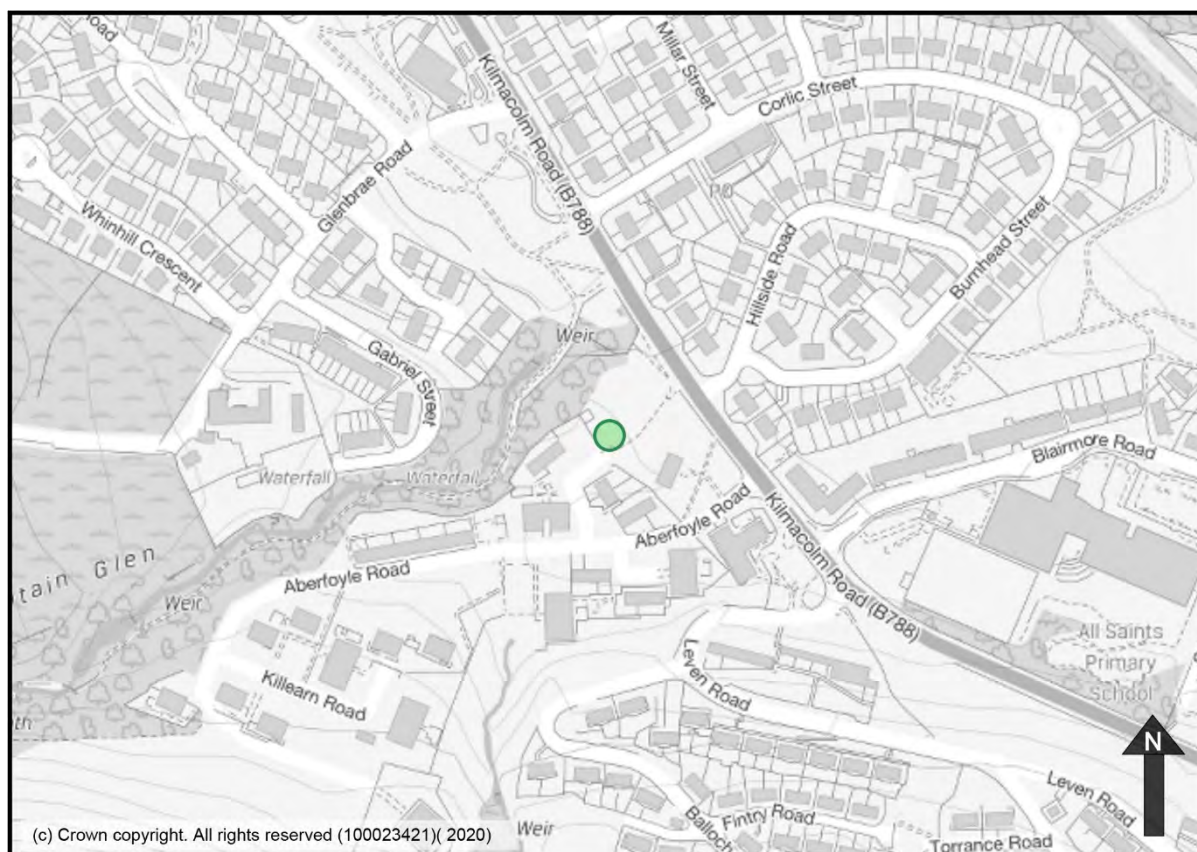 Road
Kilmacolm Road (B788)
Millar Street
Corlic Street
Glenbrae Road
PO
Whinhill Crescent
Hillside Road
Burnhead Street
Weir
Gabriel Street
Waterfall
Waterfall
Blairmore Road
Aberfoyle Road
Kilmacolm Road (B788)
tain Glen
Aberfoyle Road
Weir
All Saints
Primary
School
Killearn Road
Leven Road
N
Leven Road
Fintry Road
Balloch
Weir
Torrance Road
(c) Crown copyright. All rights reserved (100023421)( 2020)